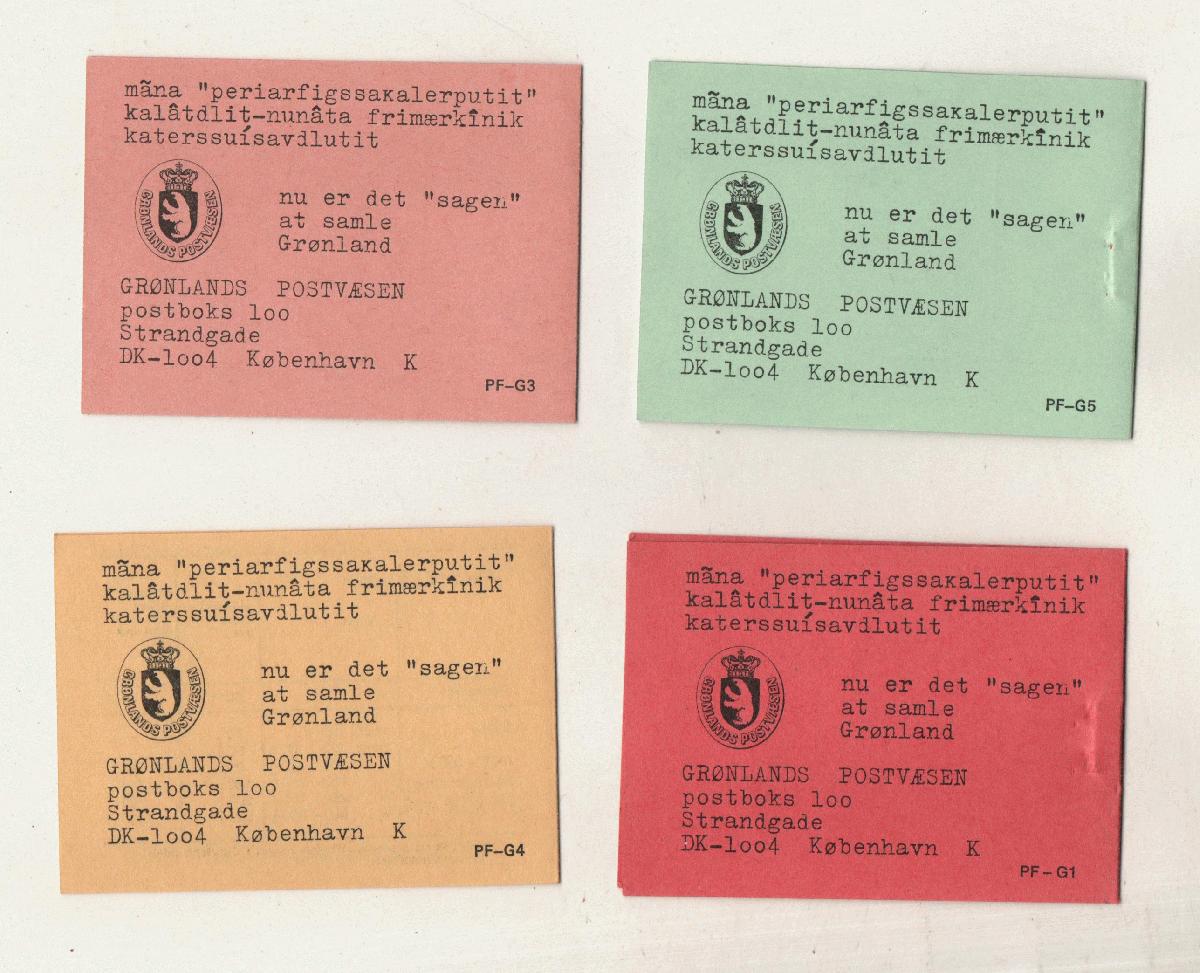 mãna "periarfigssaĸalerputit"
kalâtdlit-nunâta frimærkînik
katerssuísavdlutit
GRØNLANDS POSTVÆSEN
nu er det "sagen"
at samle
Grønland
GRØNLANDS POSTVÆSEN
postboks loo
Strandgade
DK-loo4 København K
PF-G3
mãna "periarfigssaĸalerputit"
kalâtdlit-nunâta frimærkînik
katerssuísavdlutit
GRØNLANDS POSTVÆSEN
nu er det "sagen"
at samle
Grønland
GRØNLANDS POSTVÆSEN
postboks loo
Strandgade
DK-loo4 København K
PF-G5
mãna "periarfigssaĸalerputit"
kalâtdlit-nunâta frimærkînik
katerssuísavdlutit
GRØNLANDS POSTVÆSEN
nu er det "sagen"
at samle
Grønland
GRØNLANDS POSTVÆSEN
postboks loo
Strandgade
DK-loo4 København K
PF-G4
mãna "periarfigssaĸalerputit"
kalâtdlit-nunâta frimærkînik
katerssuísavdlutit
GRØNLANDS POSTVÆSEN
nu er det "sagen"
at samle
Grønland
GRØNLANDS POSTVÆSEN
postboks loo
Strandgade
DK-loo4 København K
PF-G1